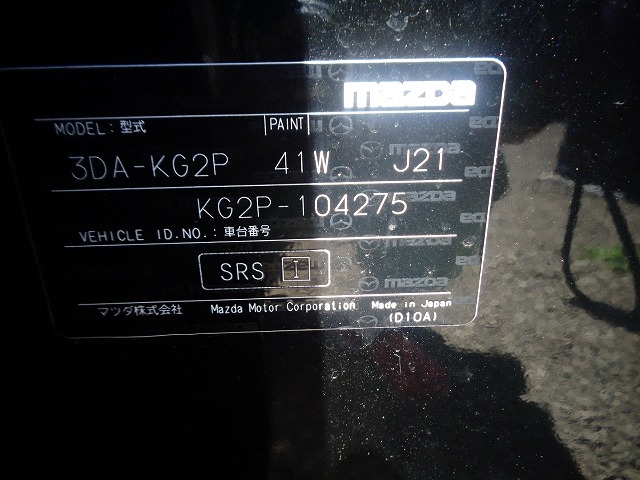 mazda
MODEL: 型式 PAINT
3DA-KG2P 41W J21
KG2P-104275
VEHICLE ID.NO.: 車台番号
SRS I
マツダ株式会社 Mazda Motor Corporation Made in Japan
(D10A)